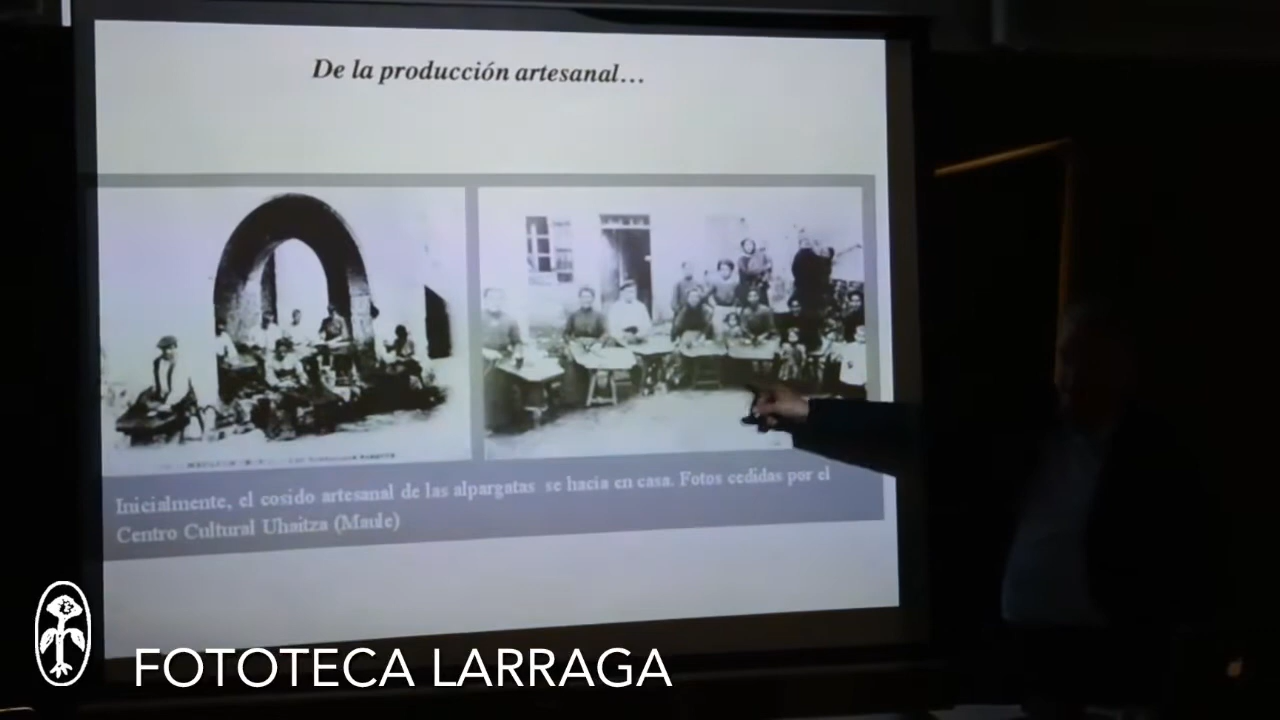 De la producción artesanal...
Inicialmente, el cosido artesanal de las alpargatas se hacia en casa. Fotos cedidas por el
Centro Cultural Uhaitza (Maule)
FOTOTECA LARRAGA